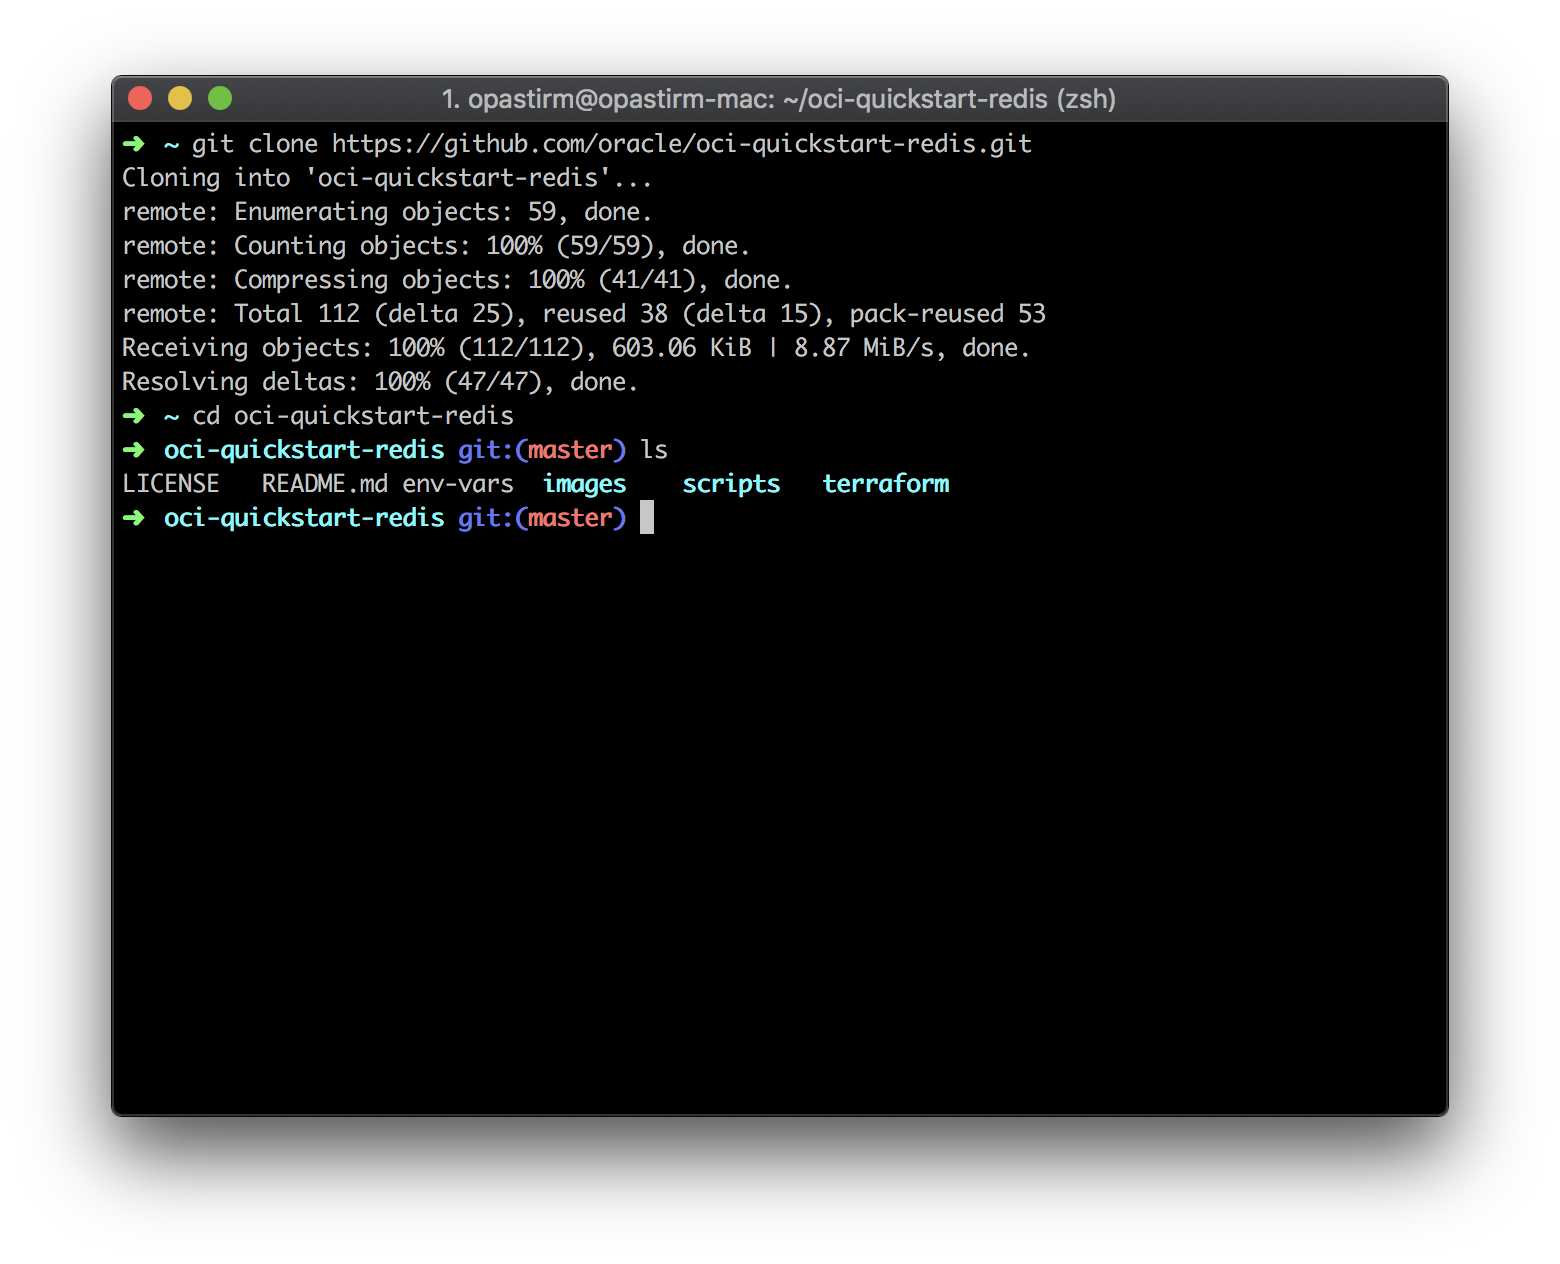 1. opastirm@opastirm-mac: ~/oci-quickstart-redis (zsh)
➜ ~ git clone https://github.com/oracle/oci-quickstart-redis.git
Cloning into 'oci-quickstart-redis'...
remote: Enumerating objects: 59, done.
remote: Counting objects: 100% (59/59), done.
remote: Compressing objects: 100% (41/41), done.
remote: Total 112 (delta 25), reused 38 (delta 15), pack-reused 53
Receiving objects: 100% (112/112), 603.06 KiB | 8.87 MiB/s, done.
Resolving deltas: 100% (47/47), done.
➜ ~ cd oci-quickstart-redis
➜ oci-quickstart-redis git:(master) ls
LICENSE README.md env-vars images scripts terraform
➜ oci-quickstart-redis git:(master)